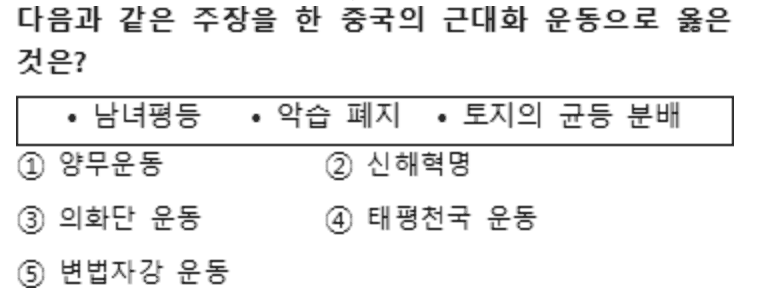 다음과 같은 주장을 한 중국의 근대화 운동으로 옳은
것은?
• 남녀평등 • 악습 폐지 • 토지의 균등 분배
① 양무운동 ② 신해혁명
③ 의화단 운동 ④ 태평천국 운동
⑤ 변법자강 운동